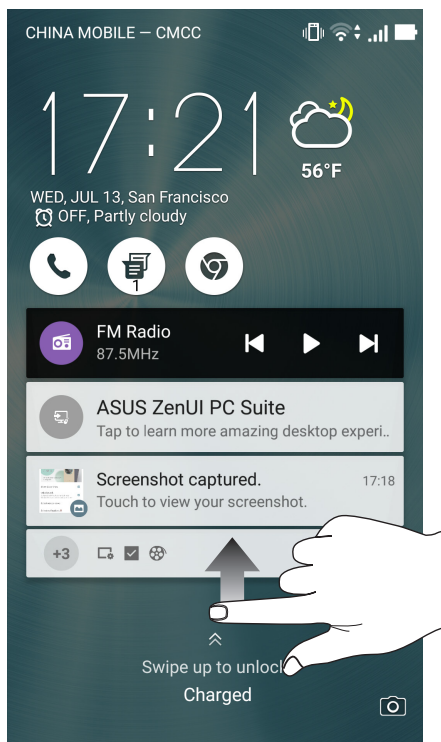 CHINA MOBILE — CMCC
17:21
56°F
WED, JUL 13, San Francisco
OFF, Partly cloudy
1
FM Radio
87.5MHz
ASUS ZenUI PC Suite
Tap to learn more amazing desktop experi..
Screenshot captured. 17:18
Touch to view your screenshot.
+3
Swipe up to unloc
Charged